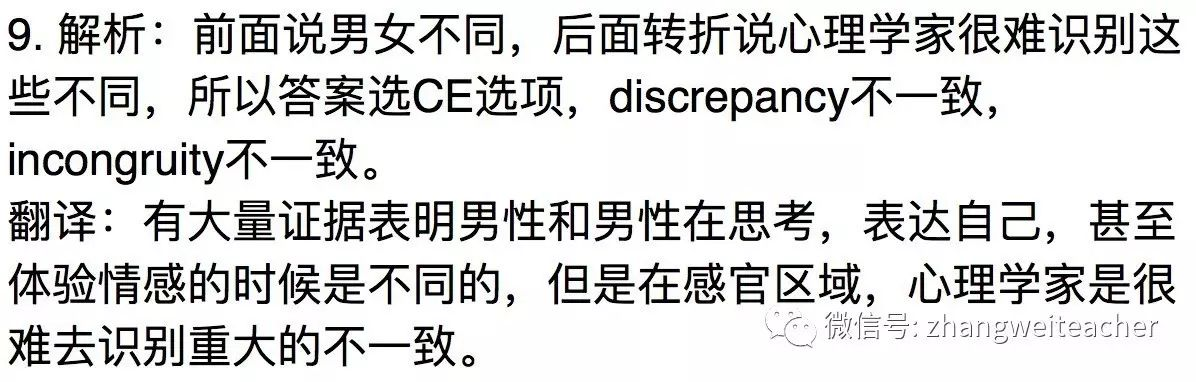 9. 解析：前面说男女不同，后面转折说心理学家很难识别这
些不同，所以答案选CE选项，discrepancy不一致，
incongruity不一致。
翻译：有大量证据表明男性和男性在思考，表达自己，甚至
体验情感的时候是不同的，但是在感官区域，心理学家是很
难去识别重大的不一致。
微信号: zhangweiteacher